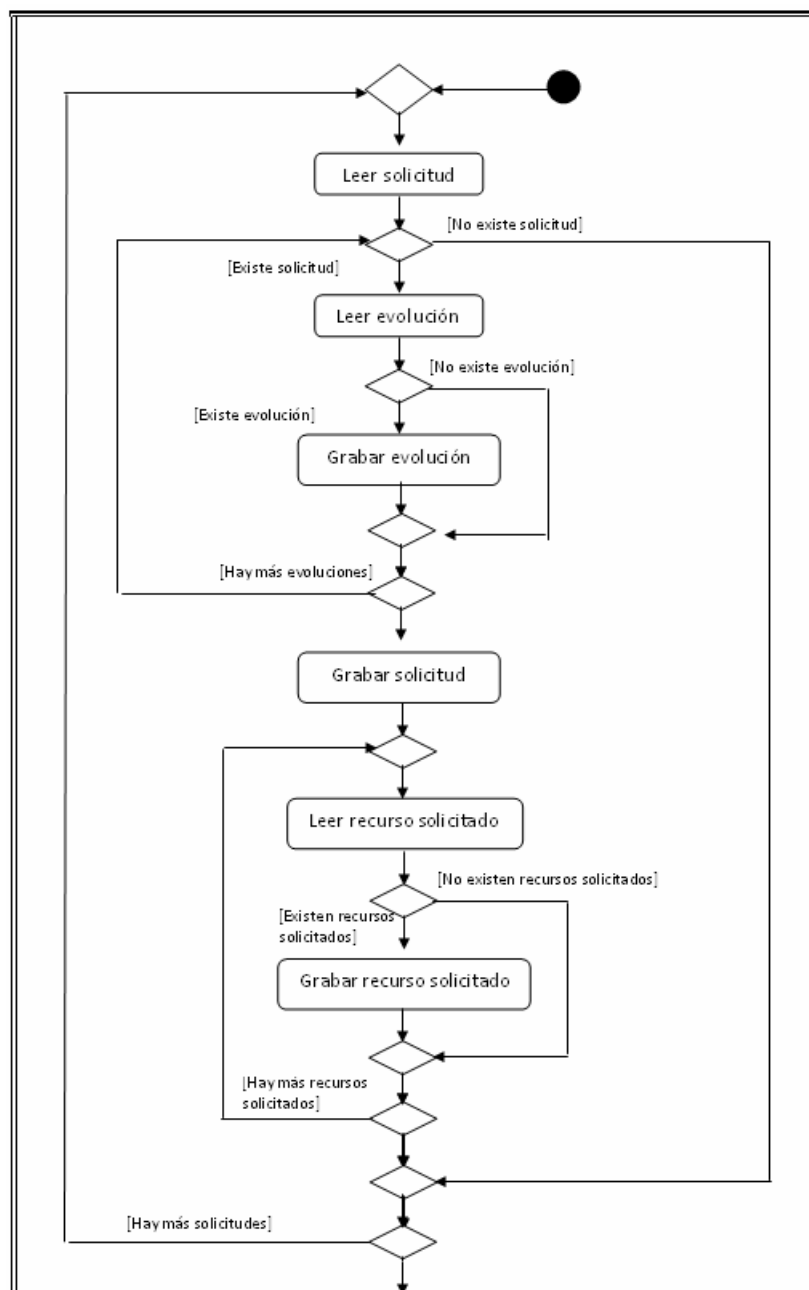 Leer solicitud
[No existe solicitud]
[Existe solicitud]
Leer evolución
[No existe evolución]
[Existe evolución]
Grabar evolución
[Hay más evoluciones]
Grabar solicitud
Leer recurso solicitado
[No existen recursos solicitados]
[Existen recursos
solicitados]
Grabar recurso solicitado
[Hay más recursos
solicitados]
[Hay más solicitudes]